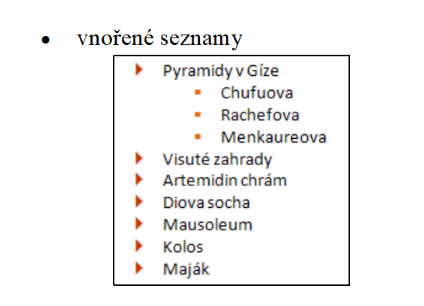 • vnořené seznamy
Pyramidy v Gíze
▪ Chufuova
▪ Rachefova
▪ Menkaureova
Visuté zahrady
Artemidin chrám
Diova socha
Mausoleum
Kolos
Maják